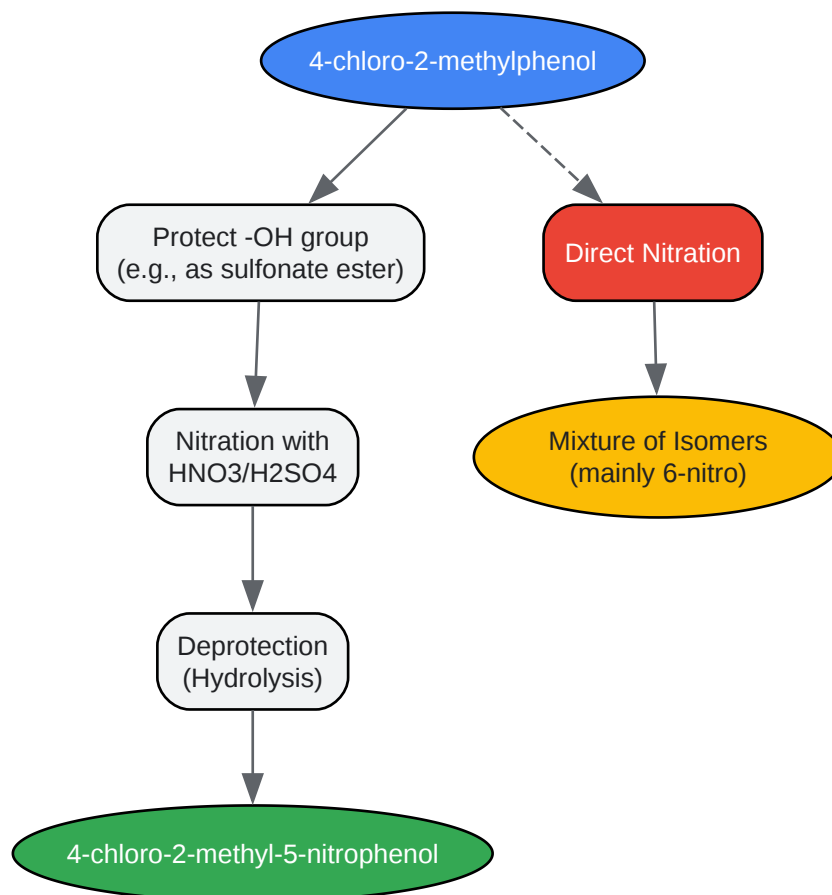 4-chloro-2-methylphenol
Protect -OH group
(e.g., as sulfonate ester)
Direct Nitration
Nitration with
HNO3/H2SO4
Mixture of Isomers
(mainly 6-nitro)
Deprotection
(Hydrolysis)
4-chloro-2-methyl-5-nitrophenol